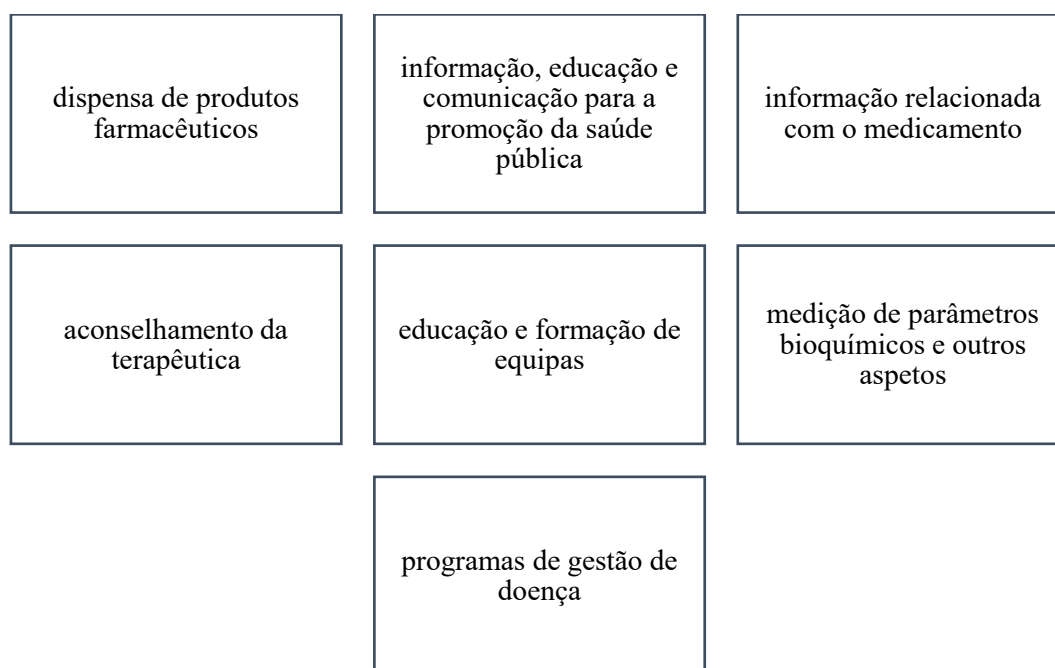 dispensa de produtos
farmacêuticos
informação, educação e
comunicação para a
promoção da saúde
pública
informação relacionada
com o medicamento
aconselhamento da
terapêutica
educação e formação de
equipas
medição de parâmetros
bioquímicos e outros
aspetos
programas de gestão de
doença